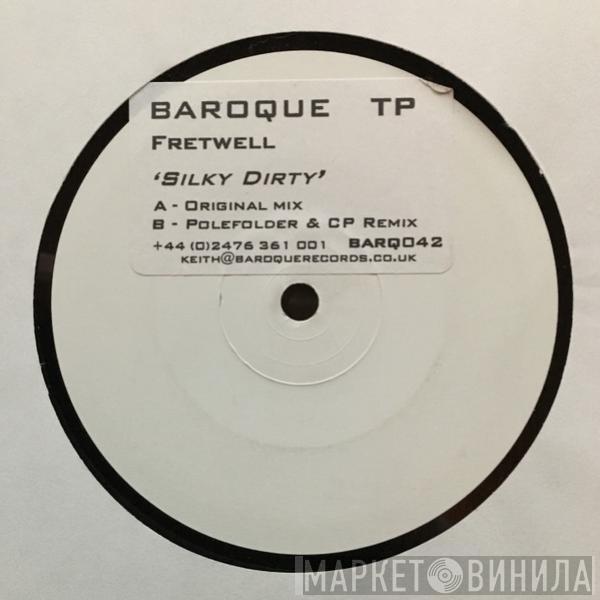 BAROQUE TP
FRETWELL
'SILKY DIRTY'
A - ORIGINAL MIX
B - POLEFOLDER & CP REMIX
+44 (0)2476 361 001 BARQ042
KEITH@BAROQUERECORDS.CO.UK
МАРКЕТ ВИНИЛА